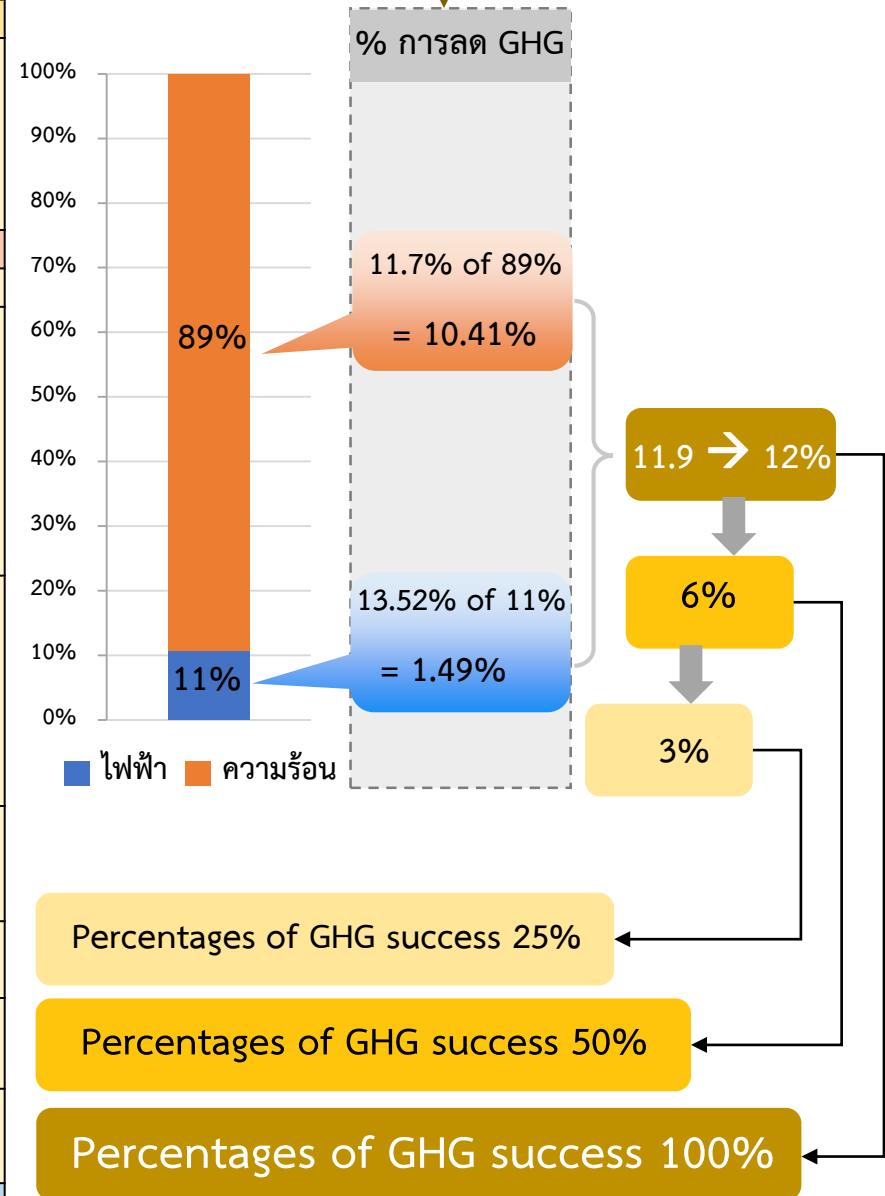 % การลด GHG
100%
90%
80%
70%
60%
50%
40%
30%
20%
10%
0%
89%
11%
ไฟฟ้า ความร้อน
11.7% of 89%
= 10.41%
13.52% of 11%
= 1.49%
11.9 → 12%
6%
3%
Percentages of GHG success 25%
Percentages of GHG success 50%
Percentages of GHG success 100%